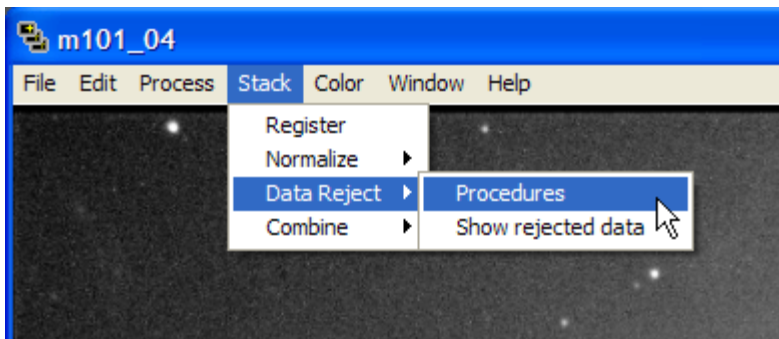 m101_04
File Edit Process Stack Color Window Help
Register
Normalize
Data Reject
Procedures
Combine
Show rejected data